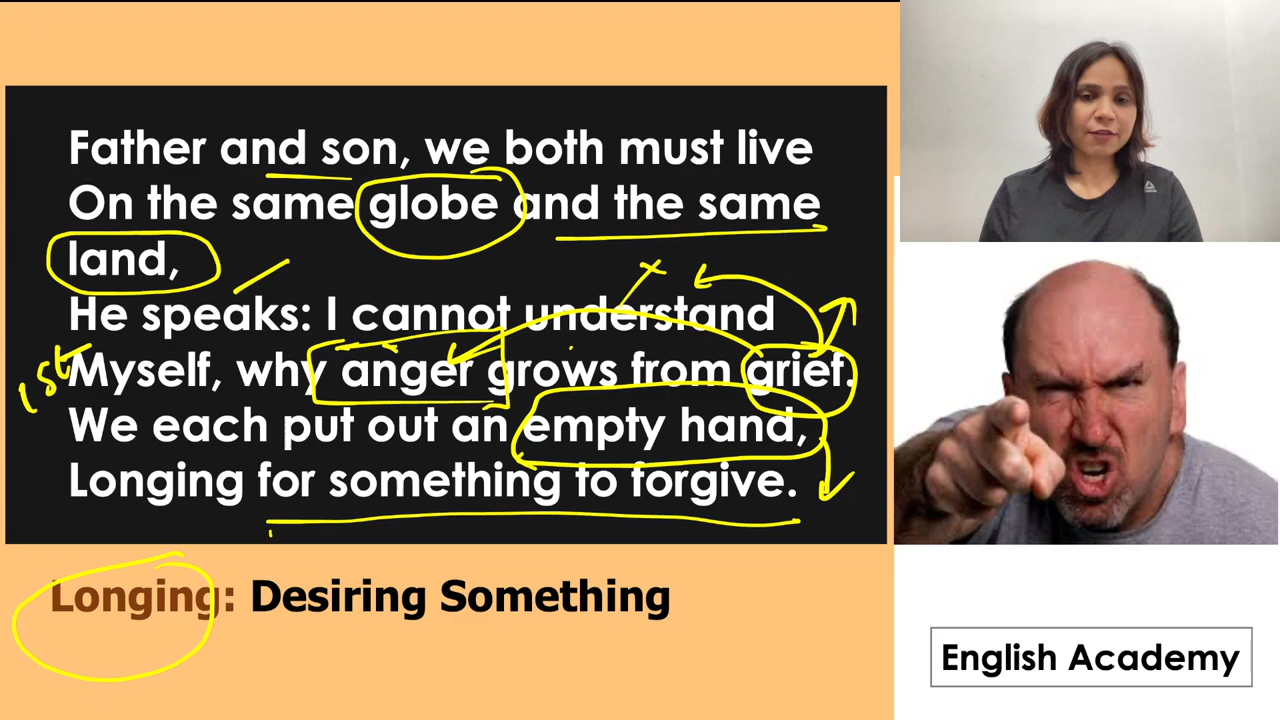 Father and son, we both must live
On the same globe and the same
land,
He speaks: I cannot understand
Myself, why anger grows from grief.
We each put out an empty hand,
Longing for something to forgive.
1st
Longing: Desiring Something
English Academy